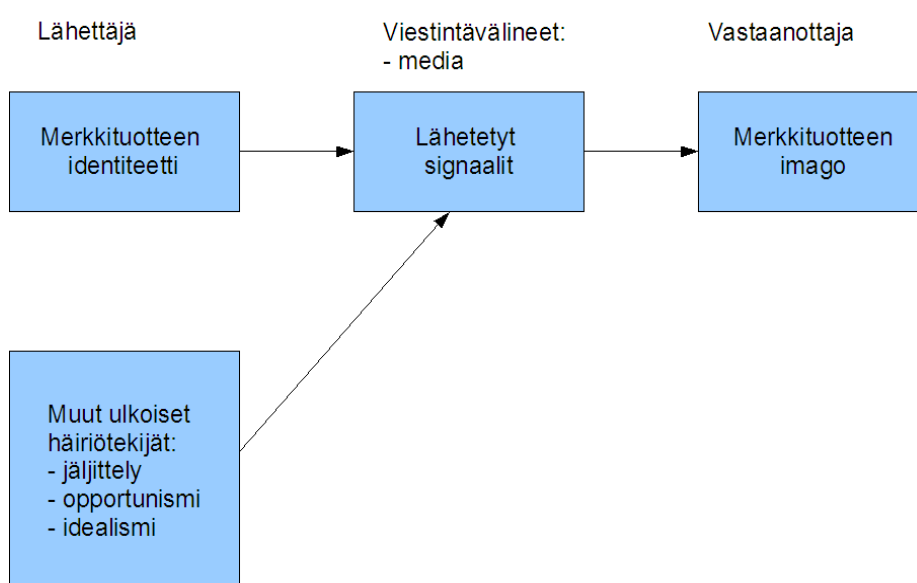 Lähettäjä
Viestintävälineet:
- media
Vastaanottaja
Merkkituotteen
identiteetti
Lähetetyt
signaalit
Merkkituotteen
imago
Muut ulkoiset
häiriötekijät:
- jäljittely
- opportunismi
- idealismi